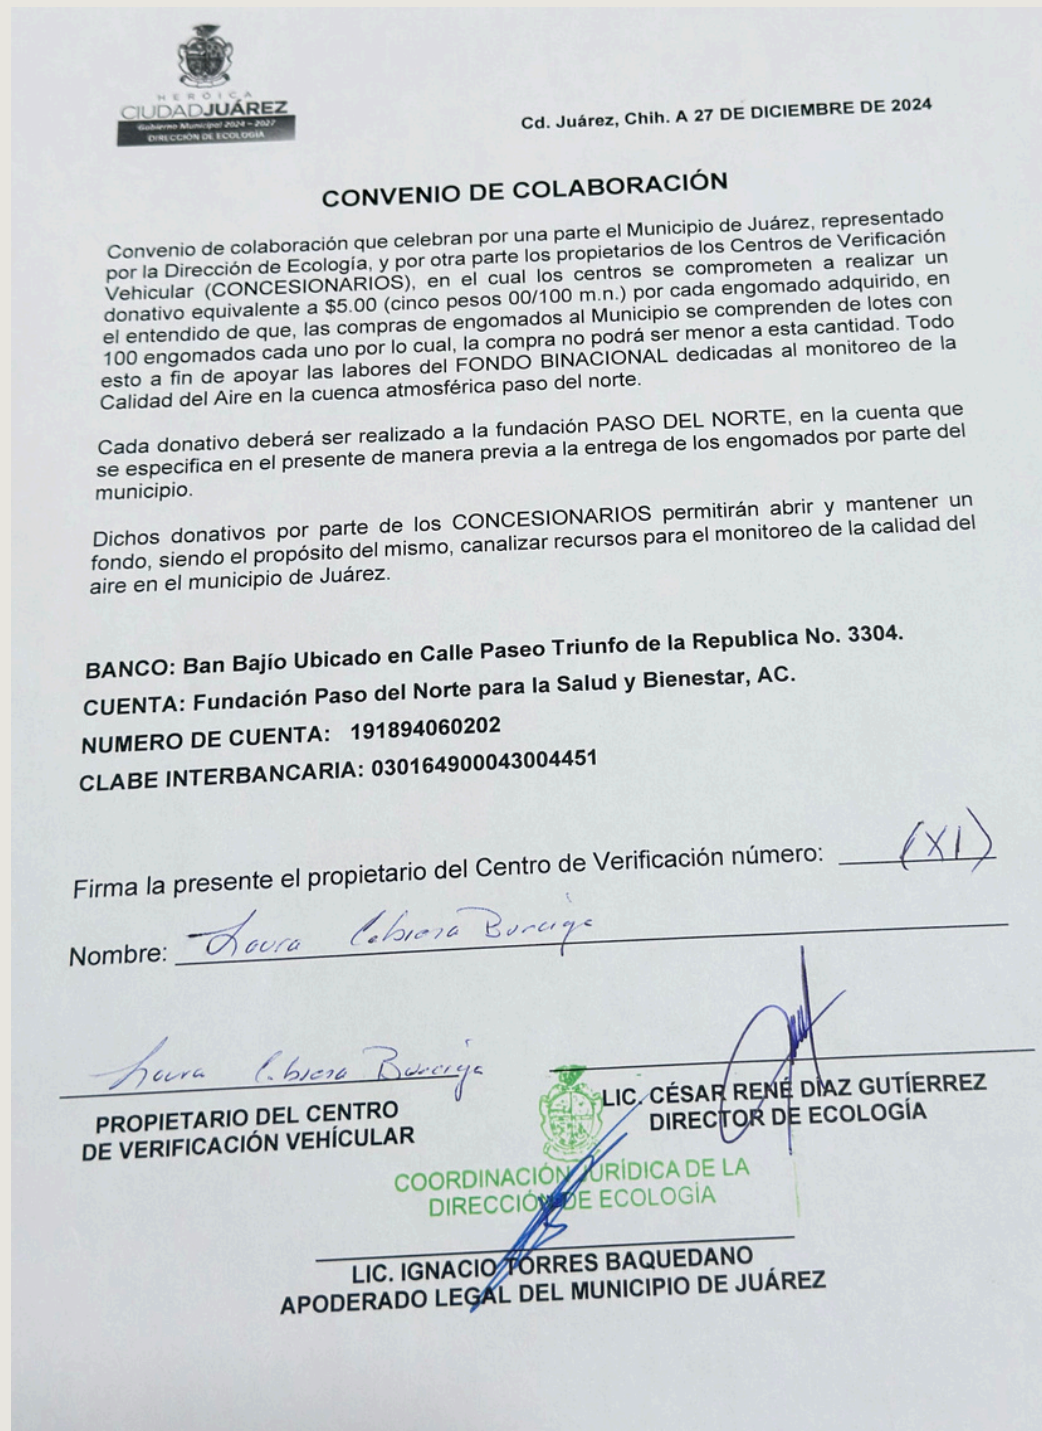 HERÓICA
CIUDADJUÁREZ
Gobierno Municipal 2024 – 2027
DIRECCIÓN DE ECOLOGÍA
Cd. Juárez, Chih. A 27 DE DICIEMBRE DE 2024
CONVENIO DE COLABORACIÓN
Convenio de colaboración que celebran por una parte el Municipio de Juárez, representado
por la Dirección de Ecología, y por otra parte los propietarios de los Centros de Verificación
Vehicular (CONCESIONARIOS), en el cual los centros se comprometen a realizar un
donativo equivalente a $5.00 (cinco pesos 00/100 m.n.) por cada engomado adquirido, en
el entendido de que, las compras de engomados al Municipio se comprenden de lotes con
100 engomados cada uno por lo cual, la compra no podrá ser menor a esta cantidad. Todo
esto a fin de apoyar las labores del FONDO BINACIONAL dedicadas al monitoreo de la
Calidad del Aire en la cuenca atmosférica paso del norte.
Cada donativo deberá ser realizado a la fundación PASO DEL NORTE, en la cuenta que
se especifica en el presente de manera previa a la entrega de los engomados por parte del
municipio.
Dichos donativos por parte de los CONCESIONARIOS permitirán abrir y mantener un
fondo, siendo el propósito del mismo, canalizar recursos para el monitoreo de la calidad del
aire en el municipio de Juárez.
BANCO: Ban Bajío Ubicado en Calle Paseo Triunfo de la Republica No. 3304.
CUENTA: Fundación Paso del Norte para la Salud y Bienestar, AC.
NUMERO DE CUENTA: 191894060202
CLABE INTERBANCARIA: 030164900043004451
Firma la presente el propietario del Centro de Verificación número: (XI)
Nombre: Laura Cabrera Burciaga
Laura Cabrera Burciaga
PROPIETARIO DEL CENTRO
DE VERIFICACIÓN VEHÍCULAR
LIC. CÉSAR RENÉ DÍAZ GUTÍERREZ
DIRECTOR DE ECOLOGÍA
COORDINACIÓN JURÍDICA DE LA
DIRECCIÓN DE ECOLOGÍA
LIC. IGNACIO TORRES BAQUEDANO
APODERADO LEGAL DEL MUNICIPIO DE JUÁREZ